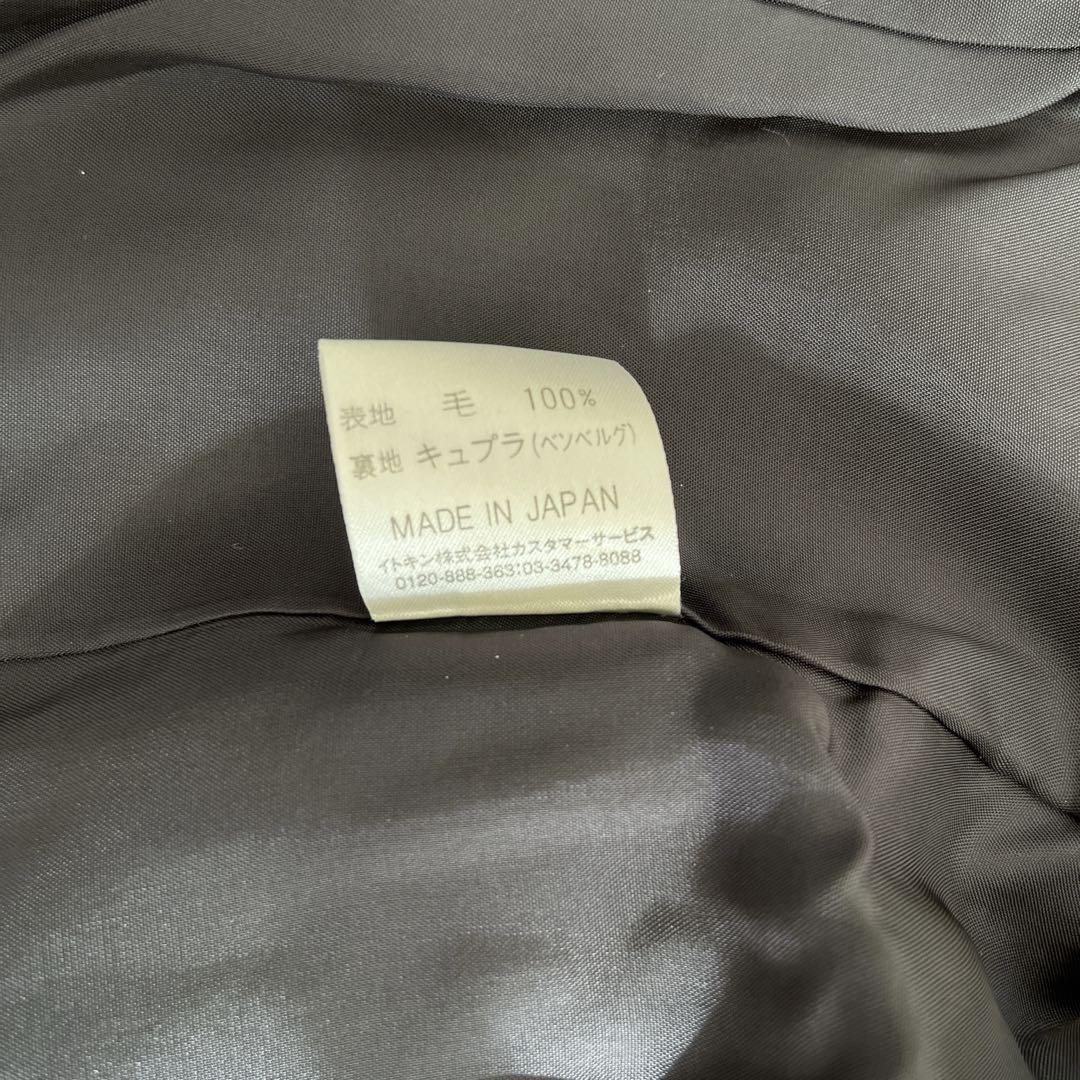 表地 毛 100%
裏地 キュプラ(ベンベルグ)
MADE IN JAPAN
イトキン株式会社カスタマーサービス
0120-888-363:03-3478-8088